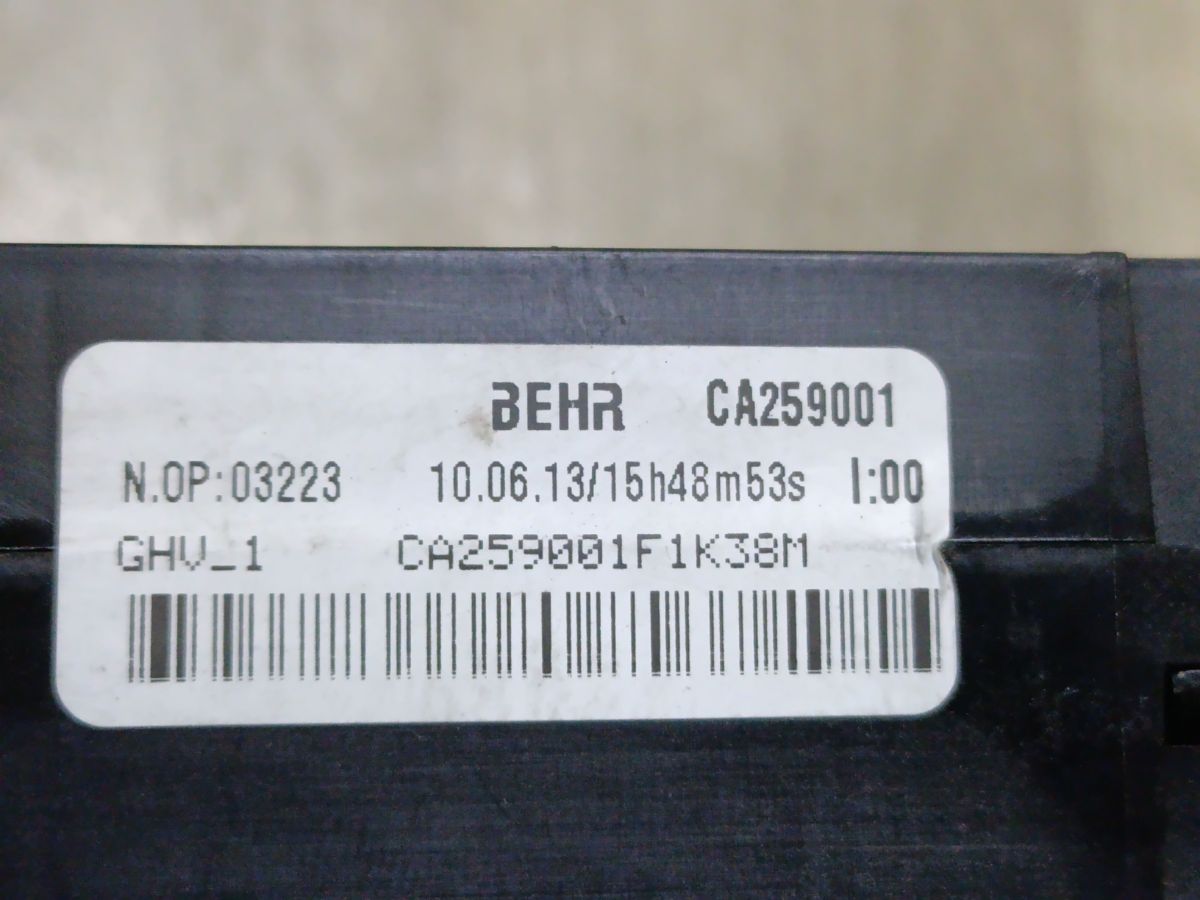 BEHR CA259001
N.OP:03223 10.06.13/15h48m53s I:00
GHV_1 CA259001F1K38M